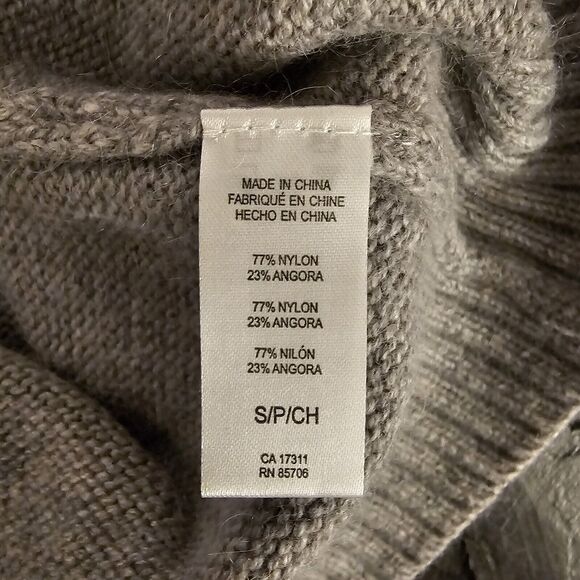 MADE IN CHINA
FABRIQUÉ EN CHINE
HECHO EN CHINA
77% NYLON
23% ANGORA
77% NYLON
23% ANGORA
77% NILÓN
23% ANGORA
S/P/CH
CA 17311
RN 85706